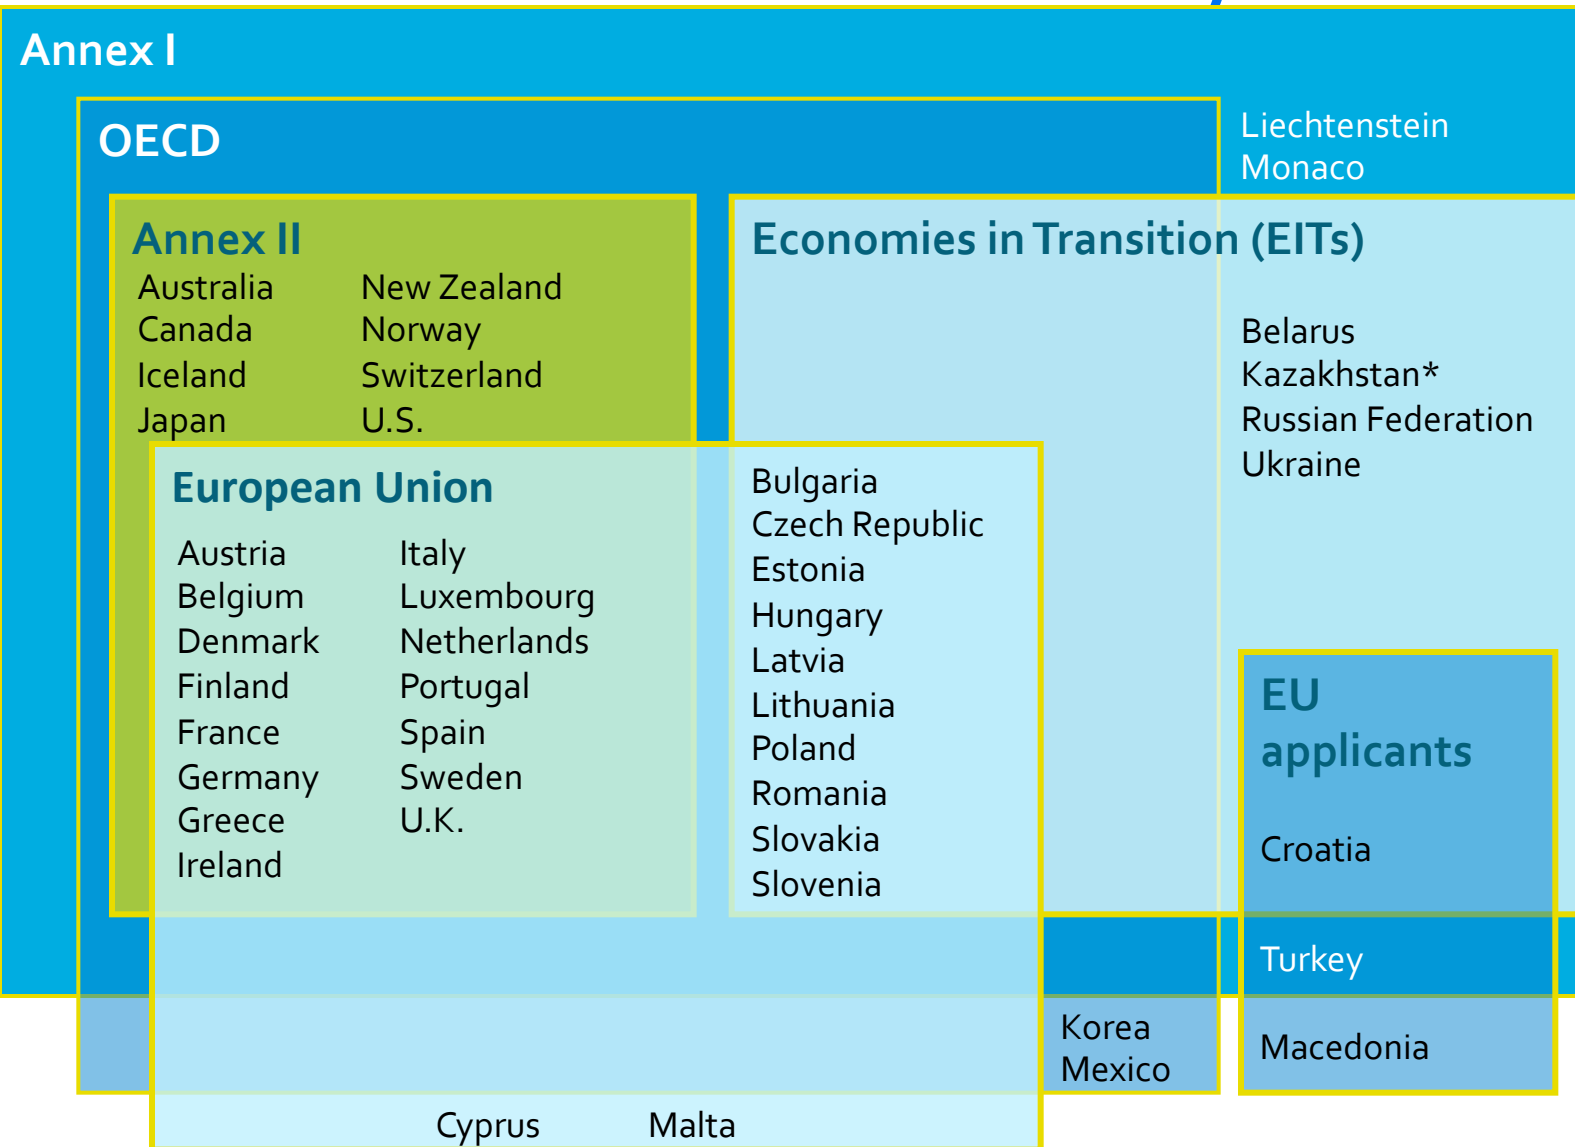 Annex I
OECD
Liechtenstein
Monaco
Annex II
Australia New Zealand
Canada Norway
Iceland Switzerland
Japan U.S.
Economies in Transition (EITs)
Belarus
Kazakhstan*
Russian Federation
Ukraine
European Union
Austria Italy
Belgium Luxembourg
Denmark Netherlands
Finland Portugal
France Spain
Germany Sweden
Greece U.K.
Ireland
Bulgaria
Czech Republic
Estonia
Hungary
Latvia
Lithuania
Poland
Romania
Slovakia
Slovenia
EU
applicants
Croatia
Turkey
Macedonia
Korea
Mexico
Cyprus Malta